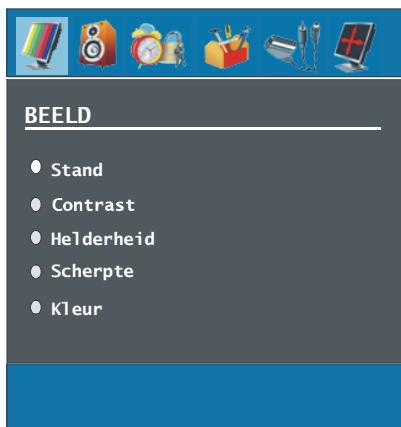 BEELD
Stand
Contrast
Helderheid
Scherpte
Kleur